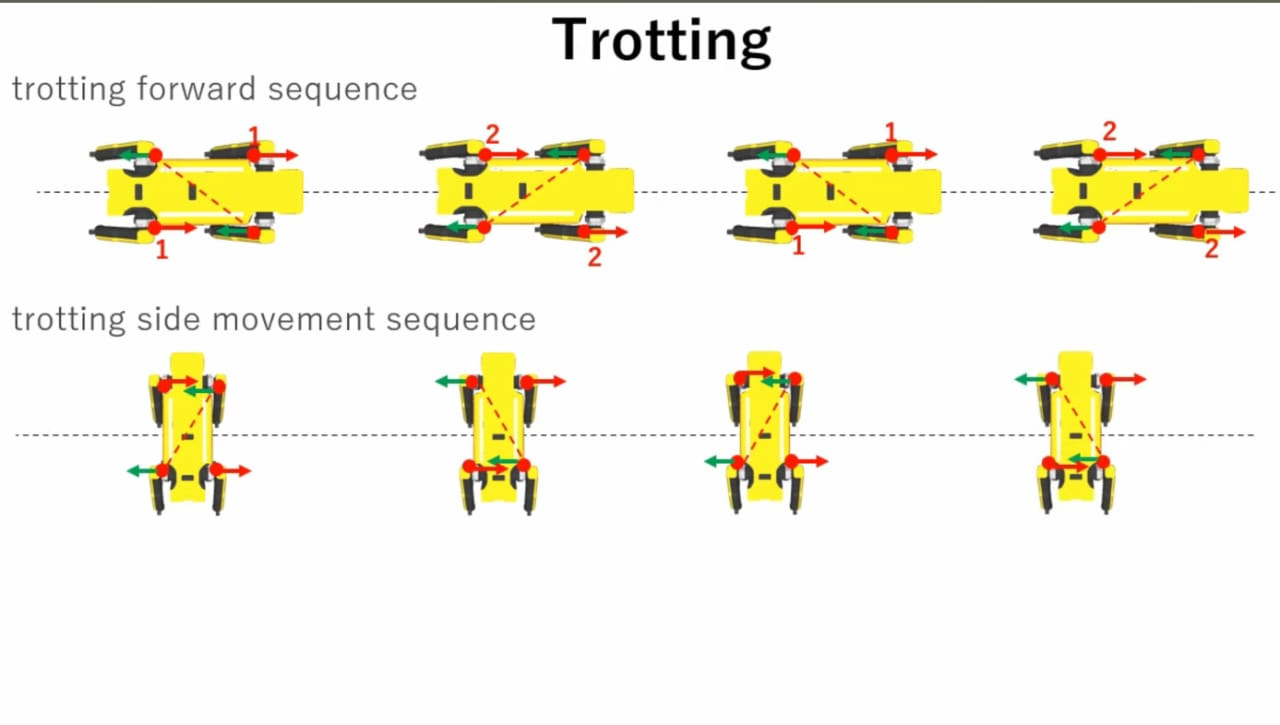 Trotting
trotting forward sequence
1 2 1 2
1 2 1 2
trotting side movement sequence